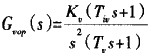 G_{vop}(s) = \frac{K_v(T_{iv}s+1)}{s^2(T_v s+1)}